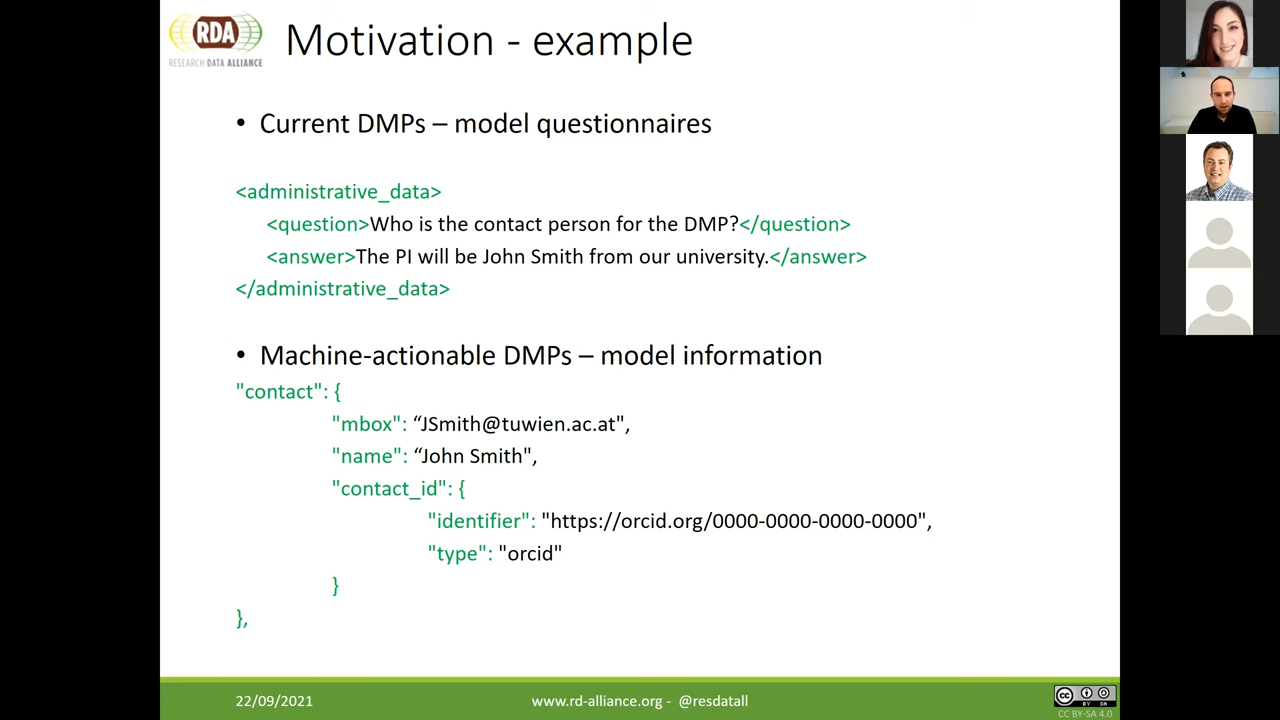 RDA
RESEARCH DATA ALLIANCE
Motivation - example
• Current DMPs – model questionnaires
<administrative_data>
<question>Who is the contact person for the DMP?</question>
<answer>The PI will be John Smith from our university.</answer>
</administrative_data>
• Machine-actionable DMPs – model information
"contact": {
"mbox": “JSmith@tuwien.ac.at",
"name": “John Smith",
"contact_id": {
"identifier": "https://orcid.org/0000-0000-0000-0000",
"type": "orcid"
}
},
22/09/2021
www.rd-alliance.org - @resdatall
cc BY SA
CC BY-SA 4.0